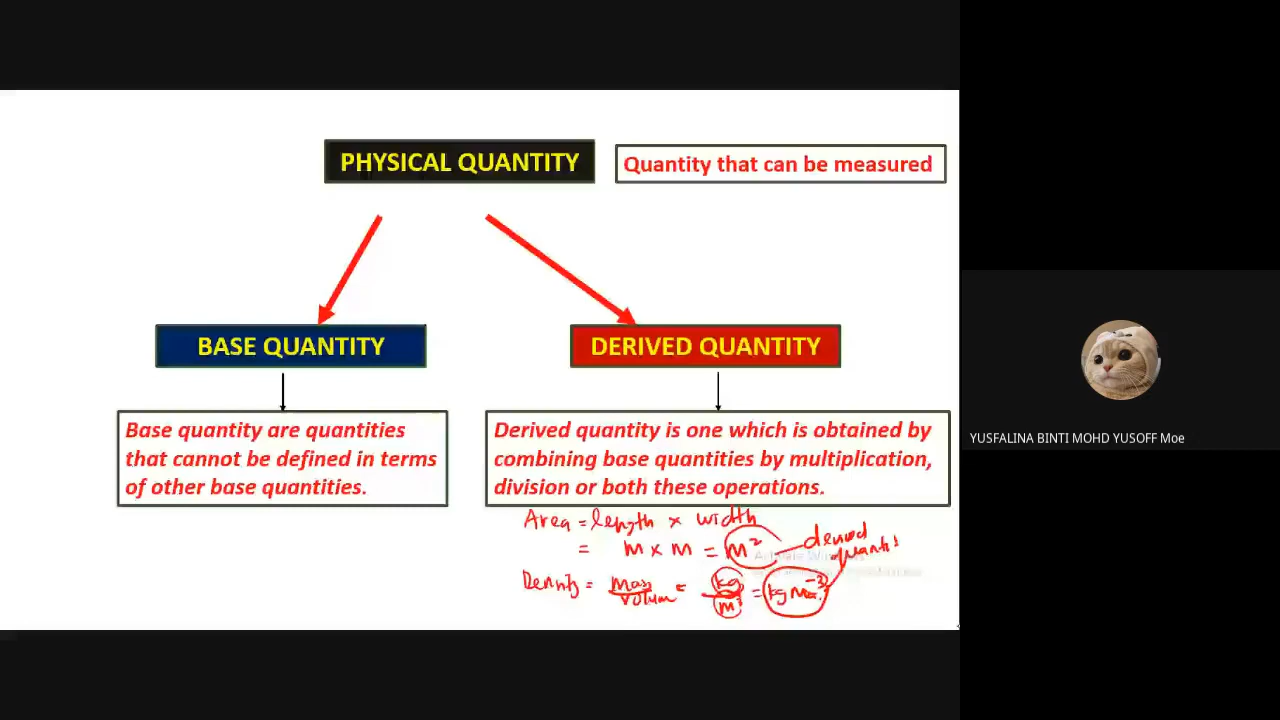 PHYSICAL QUANTITY
Quantity that can be measured
BASE QUANTITY
DERIVED QUANTITY
Base quantity are quantities
that cannot be defined in terms
of other base quantities.
Derived quantity is one which is obtained by
combining base quantities by multiplication,
division or both these operations.
Area = length × width
= m × m = m²
derived
Density = mass/volume = kg/m³ = kg m⁻³
YUSFALINA BINTI MOHD YUSOFF Moe